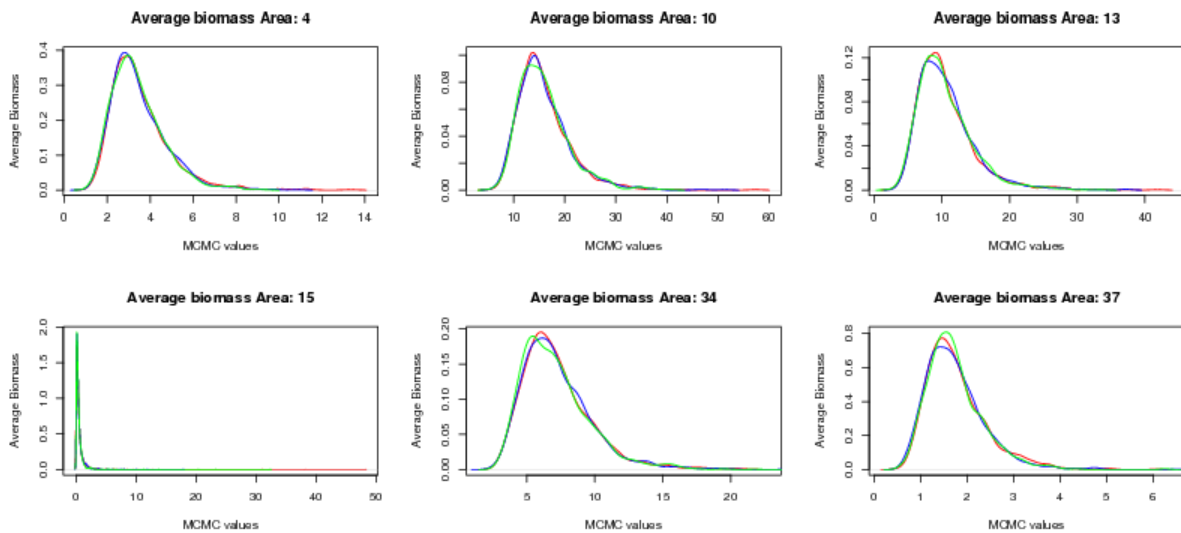 Average biomass Area: 4
Average biomass Area: 10
Average biomass Area: 13
Average Biomass
0.0 0.1 0.2 0.3 0.4
Average Biomass
0.00 0.04 0.08
Average Biomass
0.00 0.04 0.08 0.12
0 2 4 6 8 10 12 14
10 20 30 40 50 60
0 10 20 30 40
MCMC values
MCMC values
MCMC values
Average biomass Area: 15
Average biomass Area: 34
Average biomass Area: 37
Average Biomass
0.0 0.5 1.0 1.5 2.0
Average Biomass
0.00 0.05 0.10 0.15 0.20
Average Biomass
0.0 0.2 0.4 0.6 0.8
0 10 20 30 40 50
5 10 15 20
0 1 2 3 4 5 6
MCMC values
MCMC values
MCMC values